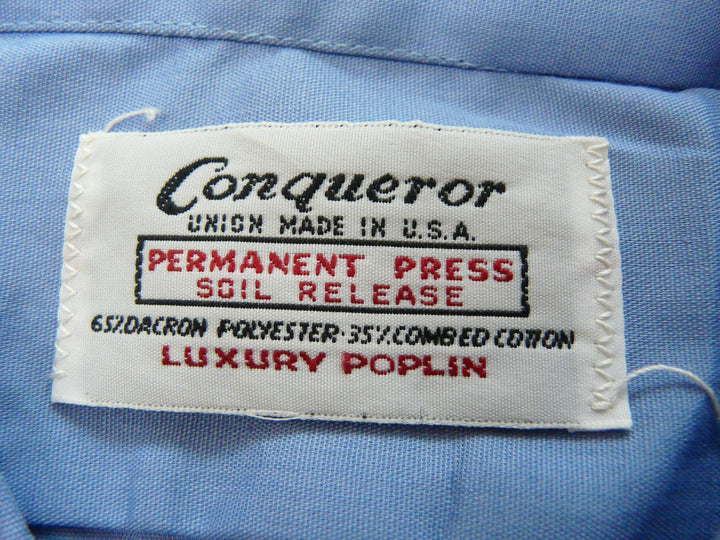 Conqueror
UNION MADE IN U.S.A.
PERMANENT PRESS
SOIL RELEASE
65% DACRON POLYESTER·35% COMBED COTTON
LUXURY POPLIN